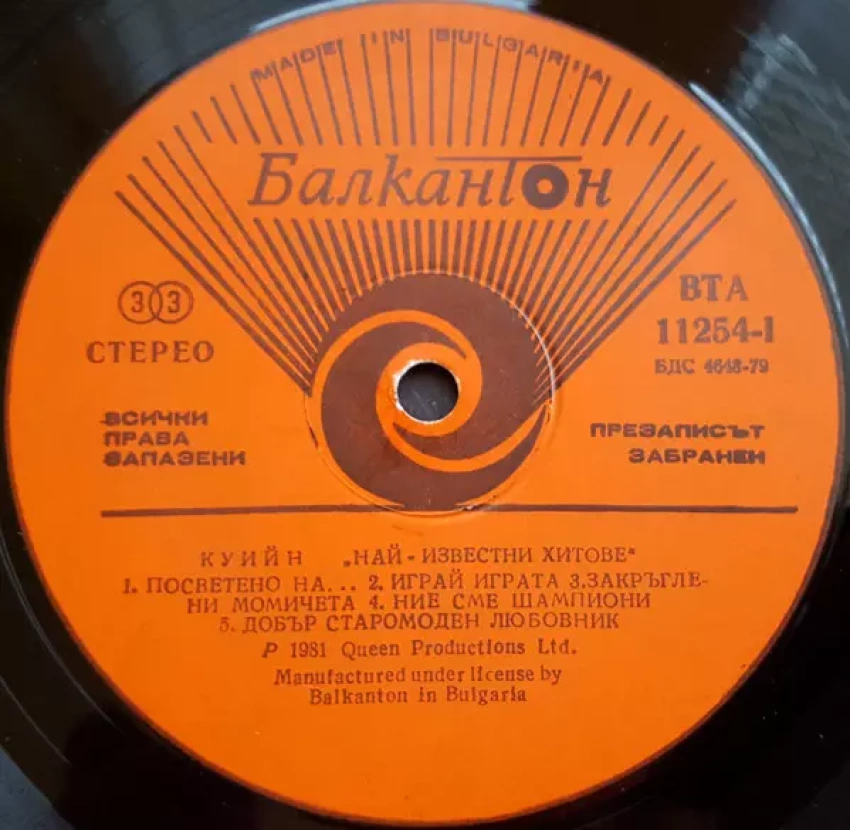 MADE IN BULGARIA
Балкантон
33
СТЕРЕО
ВТА
11254-1
БДС 4648-79
ВСИЧКИ
ПРАВА
ЗАПАЗЕНИ
ПРЕЗАПИСЪТ
ЗАБРАНЕН
КУИЙН „НАЙ-ИЗВЕСТНИ ХИТОВЕ"
1. ПОСВЕТЕНО НА... 2. ИГРАЙ ИГРАТА 3.ЗАКРЪГЛЕ-
НИ МОМИЧЕТА 4. НИЕ СМЕ ШАМПИОНИ
5. ДОБЪР СТАРОМОДЕН ЛЮБОВНИК
P 1981 Queen Productions Ltd.
Manufactured under license by
Balkanton in Bulgaria